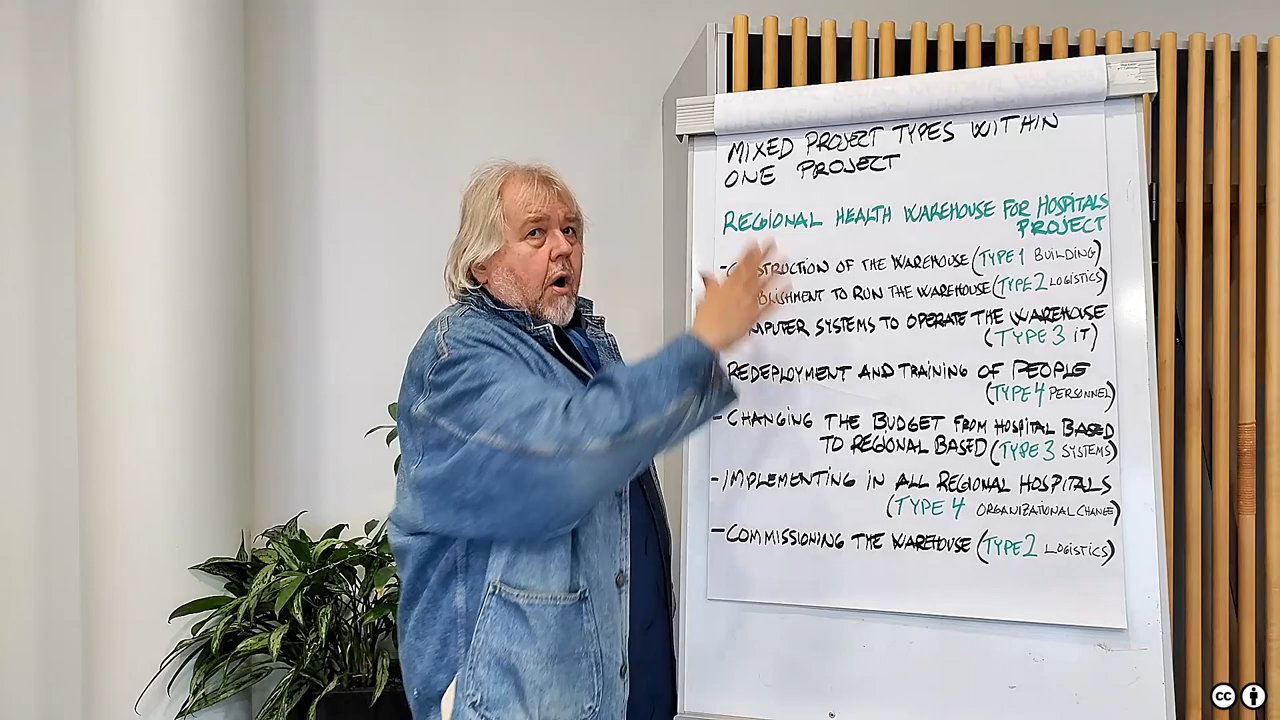 MIXED PROJECT TYPES WITHIN
ONE PROJECT
REGIONAL HEALTH WAREHOUSE FOR HOSPITALS
PROJECT
- OF THE WAREHOUSE (TYPE 1 BUILDING)
TO RUN THE WAREHOUSE (TYPE 2 LOGISTICS)
SYSTEMS TO OPERATE THE WAREHOUSE
(TYPE 3 IT)
REDEPLOYMENT AND TRAINING OF PEOPLE
(TYPE 4 PERSONNEL)
- CHANGING THE BUDGET FROM HOSPITAL BASED
TO REGIONAL BASED (TYPE 3 SYSTEMS)
- IMPLEMENTING IN ALL REGIONAL HOSPITALS
(TYPE 4 ORGANIZATIONAL CHANGE)
- COMMISSIONING THE WAREHOUSE (TYPE 2 LOGISTICS)
cc